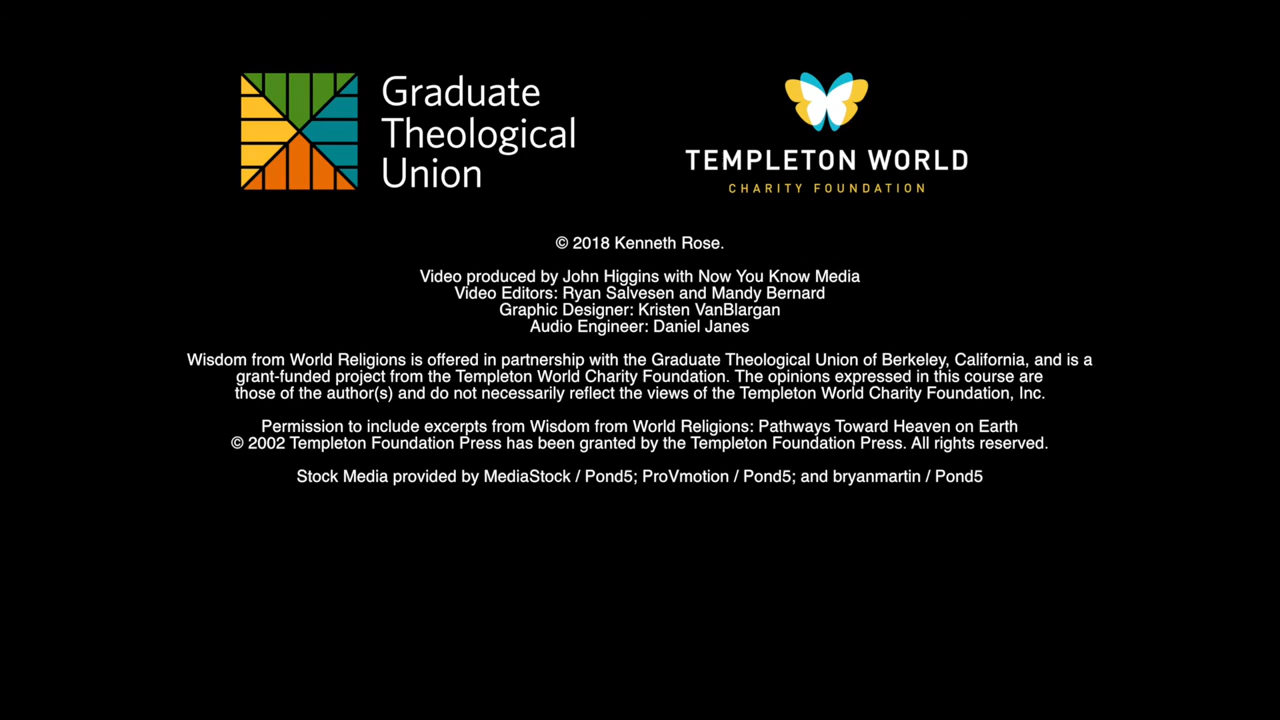 Graduate
Theological
Union
TEMPLETON WORLD
CHARITY FOUNDATION
© 2018 Kenneth Rose.
Video produced by John Higgins with Now You Know Media
Video Editors: Ryan Salvesen and Mandy Bernard
Graphic Designer: Kristen VanBlargan
Audio Engineer: Daniel Janes
Wisdom from World Religions is offered in partnership with the Graduate Theological Union of Berkeley, California, and is a
grant-funded project from the Templeton World Charity Foundation. The opinions expressed in this course are
those of the author(s) and do not necessarily reflect the views of the Templeton World Charity Foundation, Inc.
Permission to include excerpts from Wisdom from World Religions: Pathways Toward Heaven on Earth
© 2002 Templeton Foundation Press has been granted by the Templeton Foundation Press. All rights reserved.
Stock Media provided by MediaStock / Pond5; ProVmotion / Pond5; and bryanmartin / Pond5